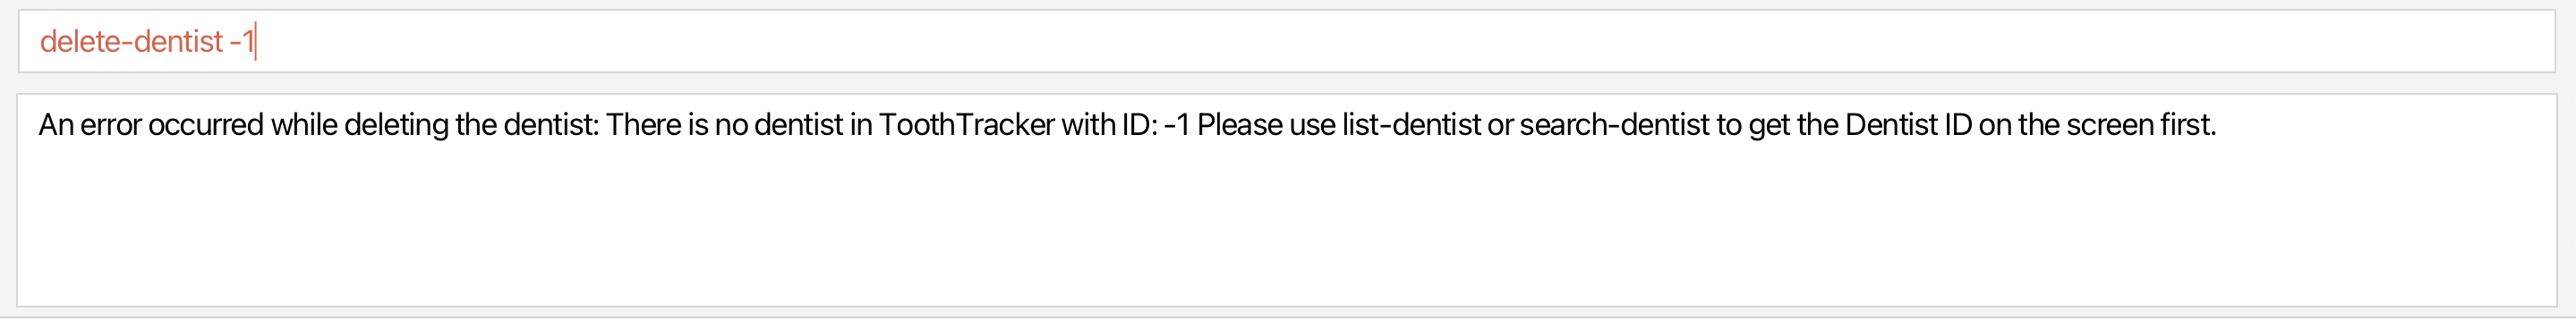 delete-dentist -1
An error occurred while deleting the dentist: There is no dentist in ToothTracker with ID: -1 Please use list-dentist or search-dentist to get the Dentist ID on the screen first.